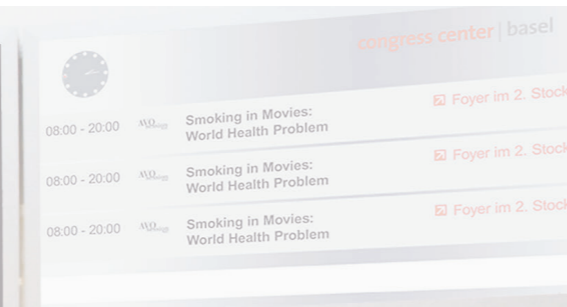 congress center | basel
08:00 - 20:00 Smoking in Movies: Foyer im 2. Stock
World Health Problem
08:00 - 20:00 Smoking in Movies: Foyer im 2. Stock
World Health Problem
08:00 - 20:00 Smoking in Movies: Foyer im 2. Stock
World Health Problem